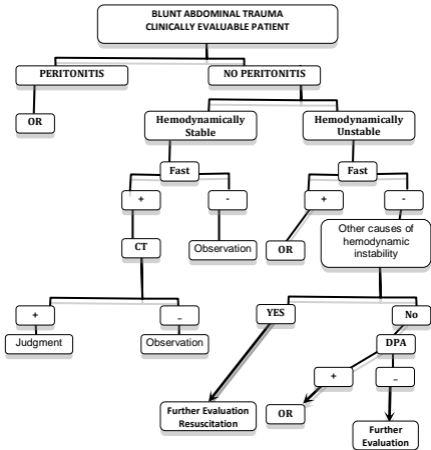 BLUNT ABDOMINAL TRAUMA
CLINICALLY EVALUABLE PATIENT
PERITONITIS
NO PERITONITIS
OR
Hemodynamically
Stable
Hemodynamically
Unstable
Fast
Fast
+
-
+
-
CT
Observation
OR
Other causes of
hemodynamic
instability
+
_
YES
No
Judgment
Observation
DPA
+
_
Further Evaluation
Resuscitation
OR
Further
Evaluation